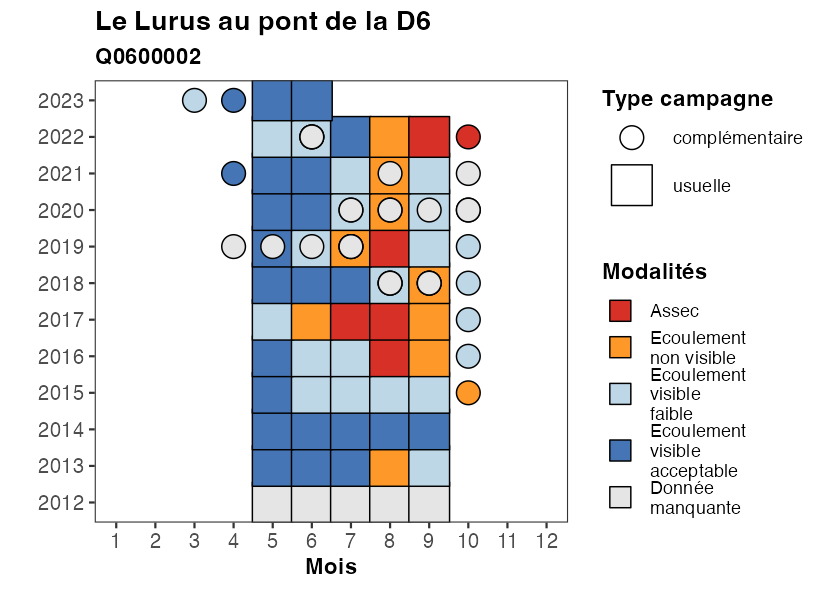 Le Lurus au pont de la D6
Q0600002
2023
2022
2021
2020
2019
2018
2017
2016
2015
2014
2013
2012
1 2 3 4 5 6 7 8 9 10 11 12
Mois
Type campagne
complémentaire
usuelle
Modalités
Assec
Ecoulement
non visible
Ecoulement
visible
faible
Ecoulement
visible
acceptable
Donnée
manquante